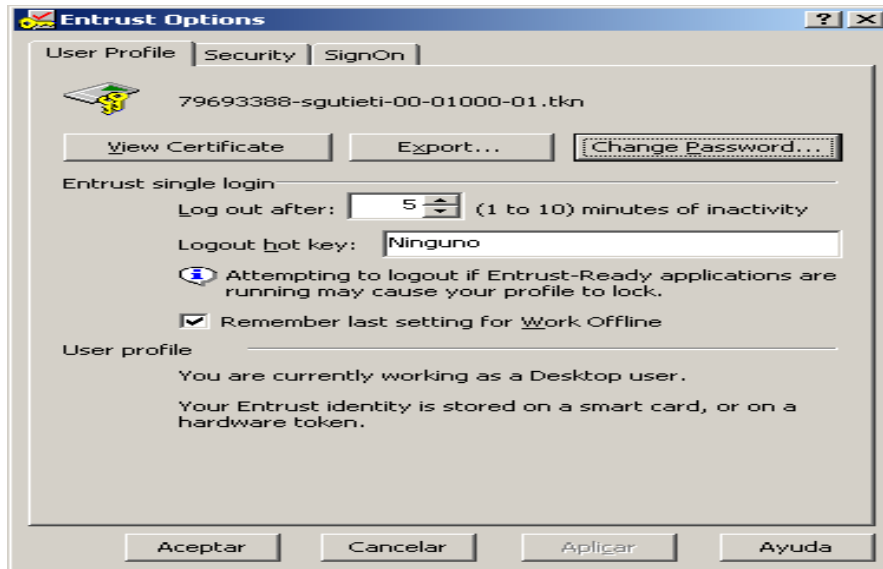 Entrust Options
User Profile
Security
SignOn
79693388-sgutieti-00-01000-01.tkn
View Certificate
Export...
Change Password...
Entrust single login
Log out after: 5 (1 to 10) minutes of inactivity
Logout hot key: Ninguno
Attempting to logout if Entrust-Ready applications are
running may cause your profile to lock.
Remember last setting for Work Offline
User profile
You are currently working as a Desktop user.
Your Entrust identity is stored on a smart card, or on a
hardware token.
Aceptar
Cancelar
Aplicar
Ayuda